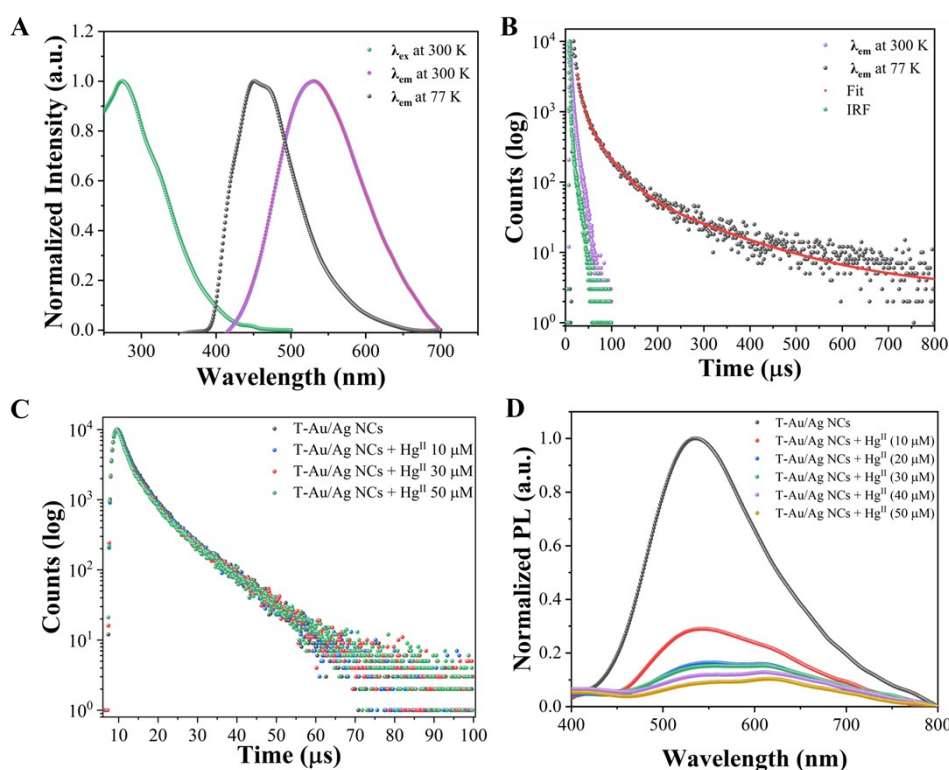 A
Normalized Intensity (a.u.)
1.2
1.0
0.8
0.6
0.4
0.2
0.0
λex at 300 K
λem at 300 K
λem at 77 K
300 400 500 600 700
Wavelength (nm)
B
Counts (log)
10⁴
10³
10²
10¹
10⁰
λem at 300 K
λem at 77 K
Fit
IRF
0 100 200 300 400 500 600 700 800
Time (μs)
C
Counts (log)
10⁴
10³
10²
10¹
10⁰
T-Au/Ag NCs
T-Au/Ag NCs + Hgᴵᴵ 10 μM
T-Au/Ag NCs + Hgᴵᴵ 30 μM
T-Au/Ag NCs + Hgᴵᴵ 50 μM
10 20 30 40 50 60 70 80 90 100
Time (μs)
D
Normalized PL (a.u.)
1.0
0.8
0.6
0.4
0.2
0.0
T-Au/Ag NCs
T-Au/Ag NCs + Hgᴵᴵ (10 μM)
T-Au/Ag NCs + Hgᴵᴵ (20 μM)
T-Au/Ag NCs + Hgᴵᴵ (30 μM)
T-Au/Ag NCs + Hgᴵᴵ (40 μM)
T-Au/Ag NCs + Hgᴵᴵ (50 μM)
400 500 600 700 800
Wavelength (nm)